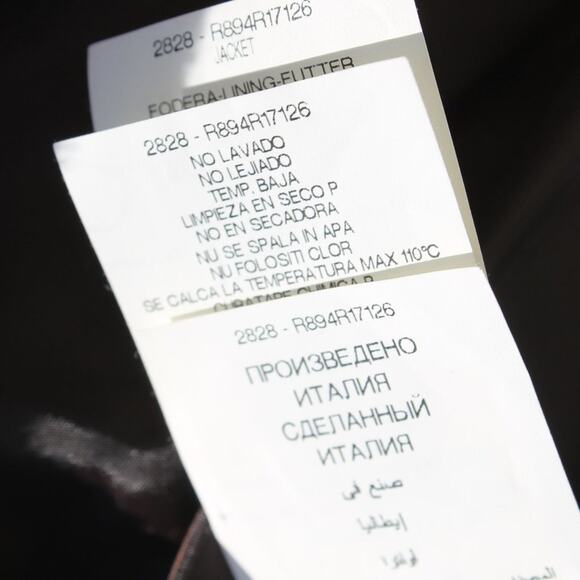 2828 - R894R17126
JACKET
FODERA-LINING-FUTTER
2828 - R894R17126
NO LAVADO
NO LEJIADO
TEMP. BAJA
LIMPIEZA EN SECO P
NO EN SECADORA
NU SE SPALA IN APA
NU FOLOSITI CLOR
SE CALCA LA TEMPERATURA MAX 110°C
CURATARE CHIMICA P
2828 - R894R17126
ПРОИЗВЕДЕНО
ИТАЛИЯ
СДЕЛАННЫЙ
ИТАЛИЯ
صنع في
إيطاليا